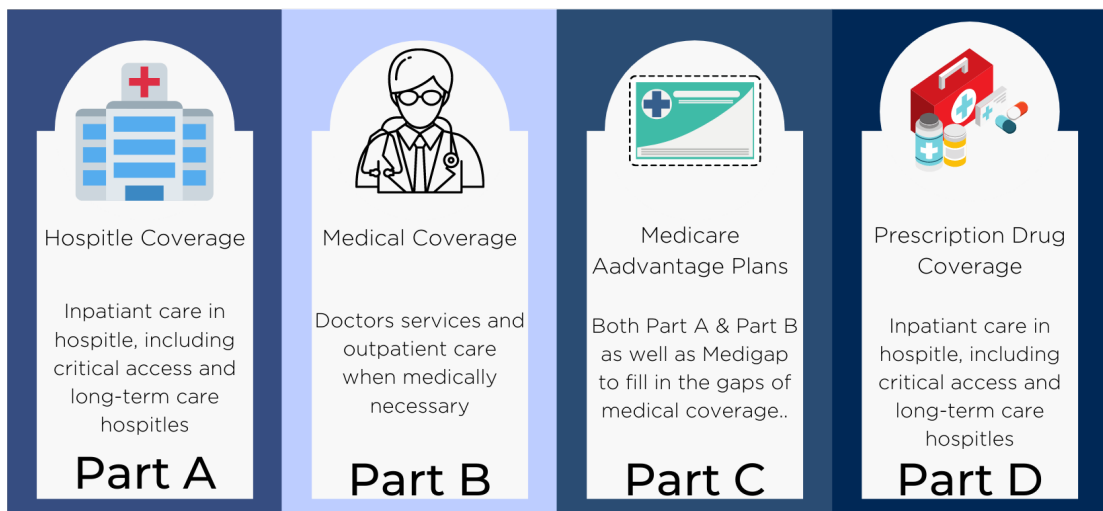 Hospitle Coverage
Inpatiant care in
hospitle, including
critical access and
long-term care
hospitles
Part A
Medical Coverage
Doctors services and
outpatient care
when medically
necessary
Part B
Medicare
Aadvantage Plans
Both Part A & Part B
as well as Medigap
to fill in the gaps of
medical coverage..
Part C
Prescription Drug
Coverage
Inpatiant care in
hospitle, including
critical access and
long-term care
hospitles
Part D